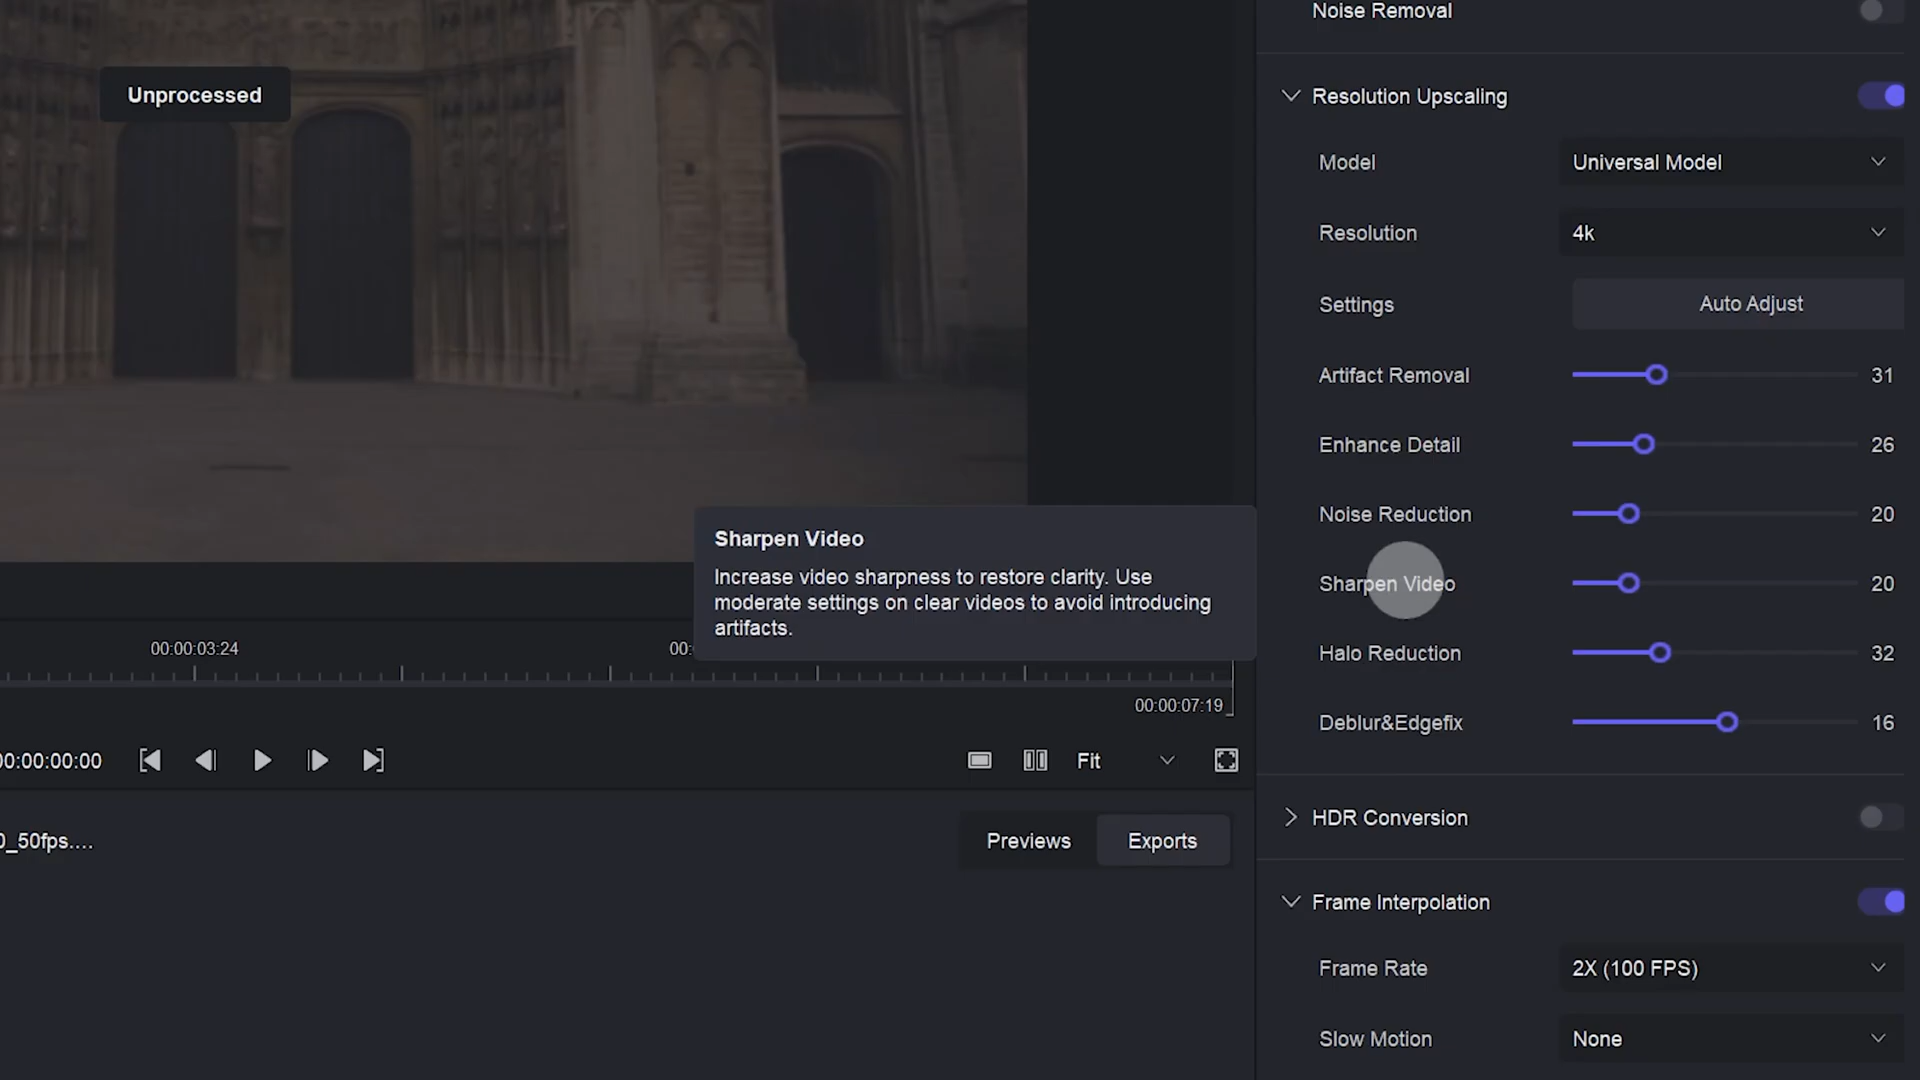 Noise Removal
Unprocessed
Resolution Upscaling
Model
Universal Model
Resolution
4k
Settings
Auto Adjust
Artifact Removal
31
Enhance Detail
26
Noise Reduction
20
Sharpen Video
Increase video sharpness to restore clarity. Use
moderate settings on clear videos to avoid introducing
artifacts.
Sharpen Video
20
00:00:03:24
00:
Halo Reduction
32
00:00:07:19
Deblur&Edgefix
16
00:00:00:00
Fit
HDR Conversion
0_50fps....
Previews
Exports
Frame Interpolation
Frame Rate
2X (100 FPS)
Slow Motion
None